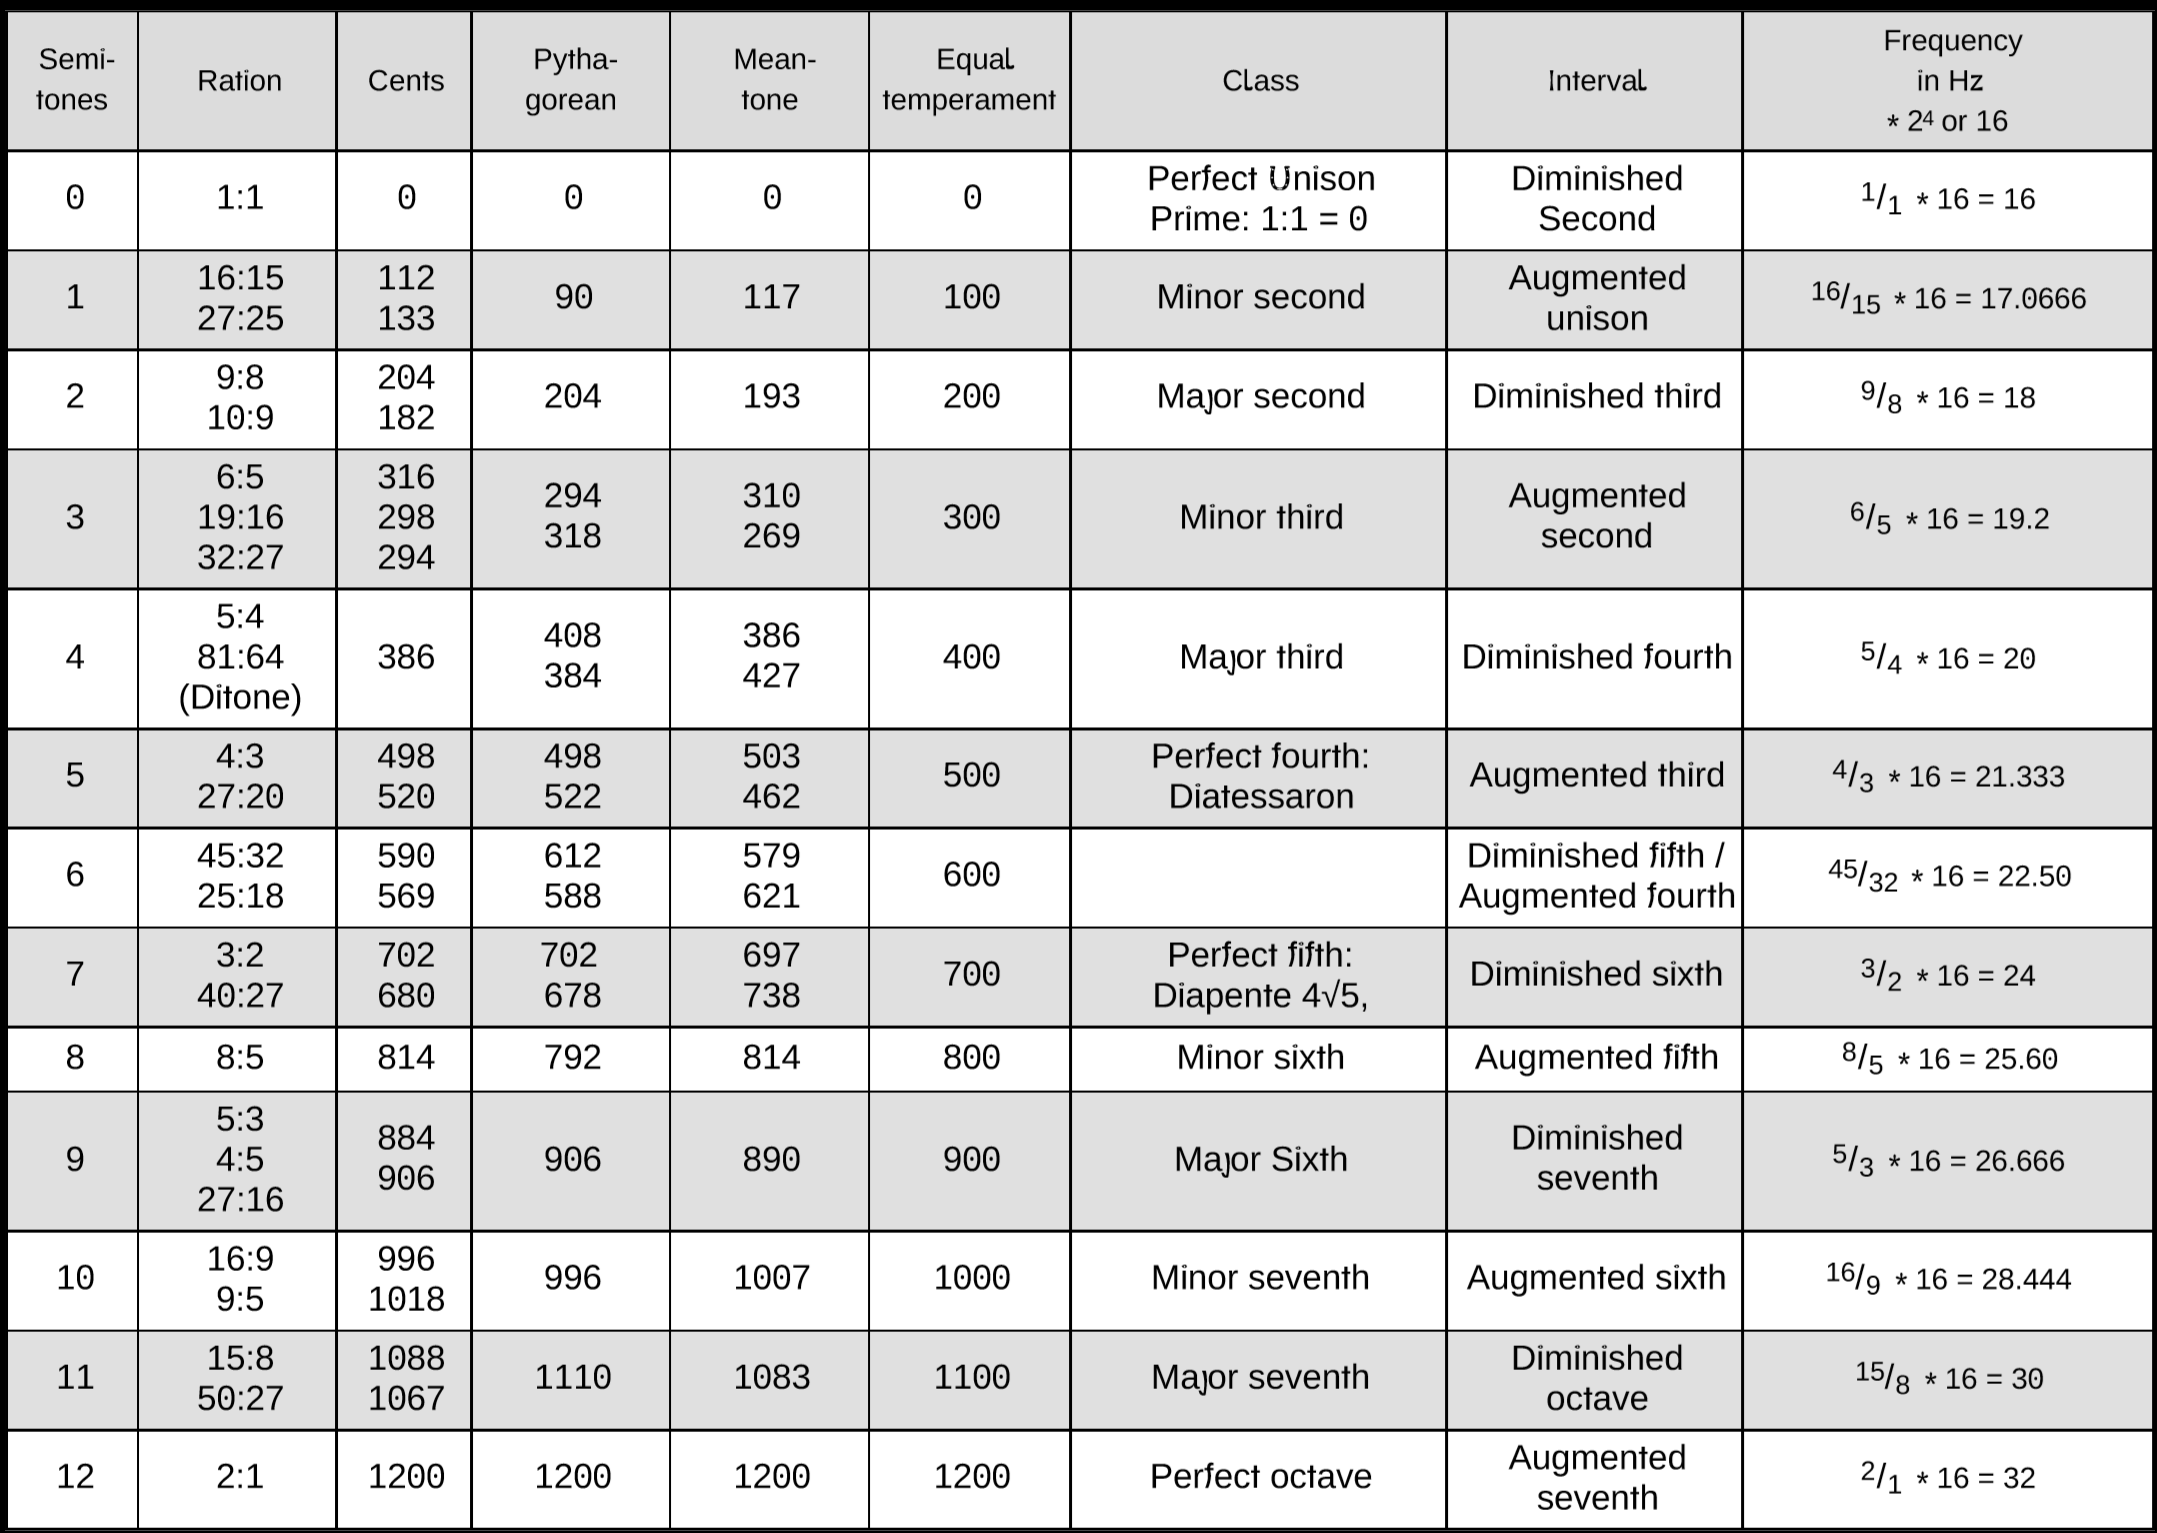 Semi-
tones
Ration
Cents
Pytha-
gorean
Mean-
tone
Equal
temperament
Class
Interval
Frequency
in Hz
* 2⁴ or 16
0
1:1
0
0
0
0
Perfect Unison
Prime: 1:1 = 0
Diminished
Second
1/1 * 16 = 16
1
16:15
27:25
112
133
90
117
100
Minor second
Augmented
unison
16/15 * 16 = 17.0666
2
9:8
10:9
204
182
204
193
200
Major second
Diminished third
9/8 * 16 = 18
3
6:5
19:16
32:27
316
298
294
294
318
310
269
300
Minor third
Augmented
second
6/5 * 16 = 19.2
4
5:4
81:64
(Ditone)
386
408
384
386
427
400
Major third
Diminished fourth
5/4 * 16 = 20
5
4:3
27:20
498
520
498
522
503
462
500
Perfect fourth:
Diatessaron
Augmented third
4/3 * 16 = 21.333
6
45:32
25:18
590
569
612
588
579
621
600
Diminished fifth /
Augmented fourth
45/32 * 16 = 22.50
7
3:2
40:27
702
680
702
678
697
738
700
Perfect fifth:
Diapente 4√5,
Diminished sixth
3/2 * 16 = 24
8
8:5
814
792
814
800
Minor sixth
Augmented fifth
8/5 * 16 = 25.60
9
5:3
4:5
27:16
884
906
906
890
900
Major Sixth
Diminished
seventh
5/3 * 16 = 26.666
10
16:9
9:5
996
1018
996
1007
1000
Minor seventh
Augmented sixth
16/9 * 16 = 28.444
11
15:8
50:27
1088
1067
1110
1083
1100
Major seventh
Diminished
octave
15/8 * 16 = 30
12
2:1
1200
1200
1200
1200
Perfect octave
Augmented
seventh
2/1 * 16 = 32